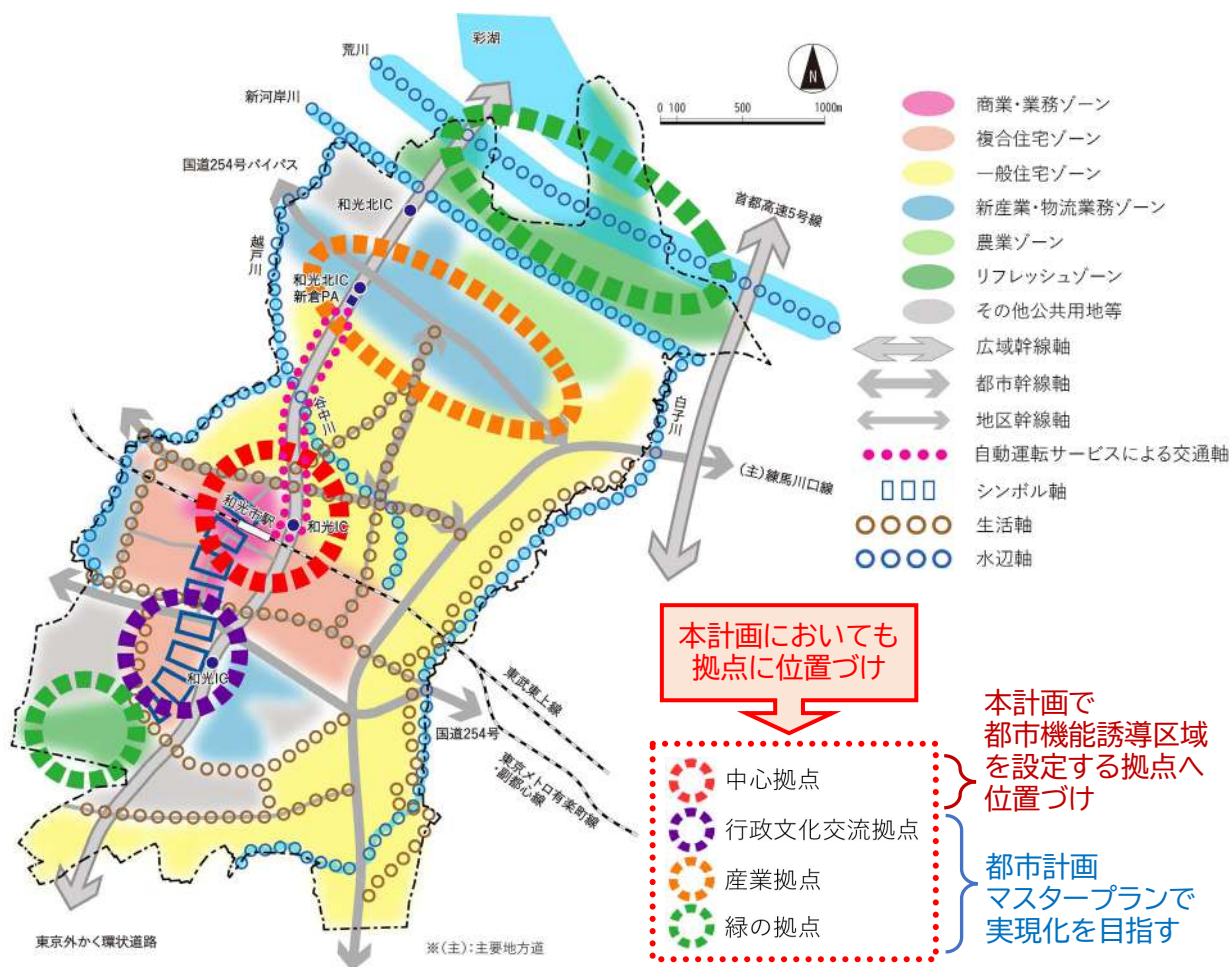 彩湖
荒川
新河岸川
N
0 100 500 1000m
国道254号バイパス
和光北IC
首都高速5号線
越戸川
和光北IC
新倉PA
谷中川
白子川
(主)練馬川口線
和光市駅
和光IC
和光IC
東武東上線
国道254号
東京メトロ有楽町線
・副都心線
東京外かく環状道路
※(主):主要地方道
商業・業務ゾーン
複合住宅ゾーン
一般住宅ゾーン
新産業・物流業務ゾーン
農業ゾーン
リフレッシュゾーン
その他公共用地等
広域幹線軸
都市幹線軸
地区幹線軸
自動運転サービスによる交通軸
シンボル軸
生活軸
水辺軸
本計画においても
拠点に位置づけ
中心拠点
行政文化交流拠点
産業拠点
緑の拠点
本計画で
都市機能誘導区域
を設定する拠点へ
位置づけ
都市計画
マスタープランで
実現化を目指す